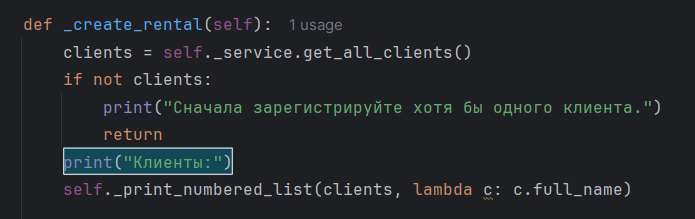 def _create_rental(self):  1 usage
    clients = self._service.get_all_clients()
    if not clients:
        print("Сначала зарегистрируйте хотя бы одного клиента.")
        return
    print("Клиенты:")
    self._print_numbered_list(clients, lambda c: c.full_name)